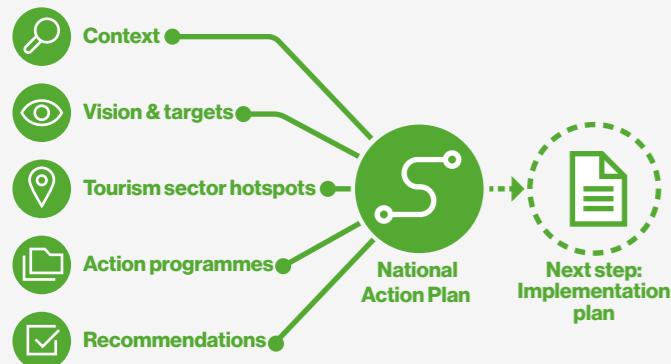 Context
Vision & targets
Tourism sector hotspots
Action programmes
Recommendations
National
Action Plan
Next step:
Implementation
plan